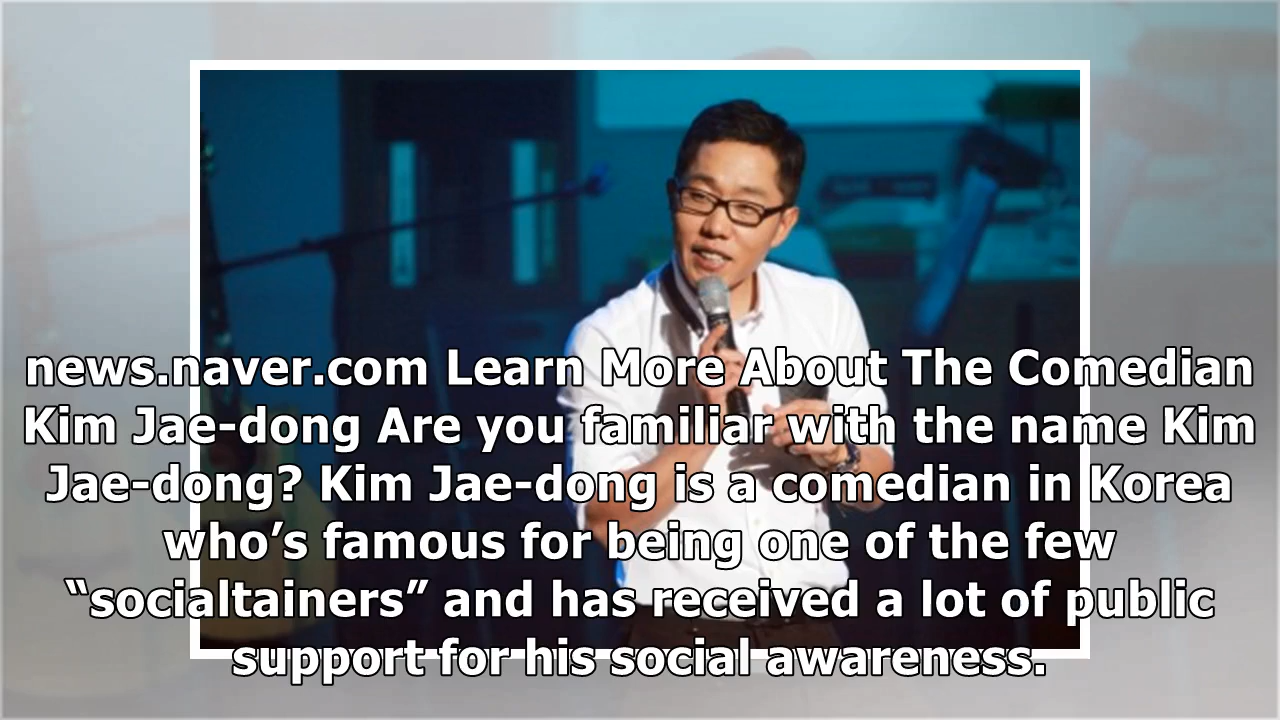 news.naver.com Learn More About The Comedian
Kim Jae-dong Are you familiar with the name Kim
Jae-dong? Kim Jae-dong is a comedian in Korea
who’s famous for being one of the few
“socialtainers” and has received a lot of public
support for his social awareness.